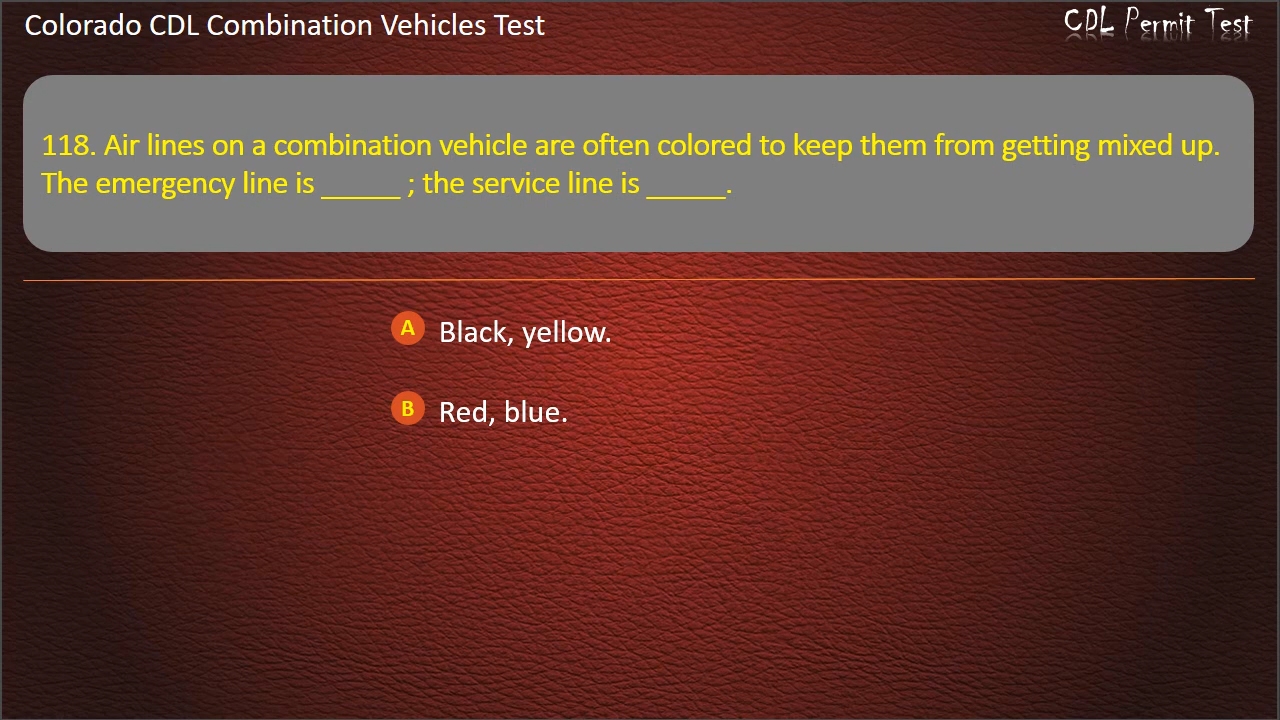 Colorado CDL Combination Vehicles Test
CDL Permit Test
118. Air lines on a combination vehicle are often colored to keep them from getting mixed up.
The emergency line is _____ ; the service line is _____.
A Black, yellow.
B Red, blue.